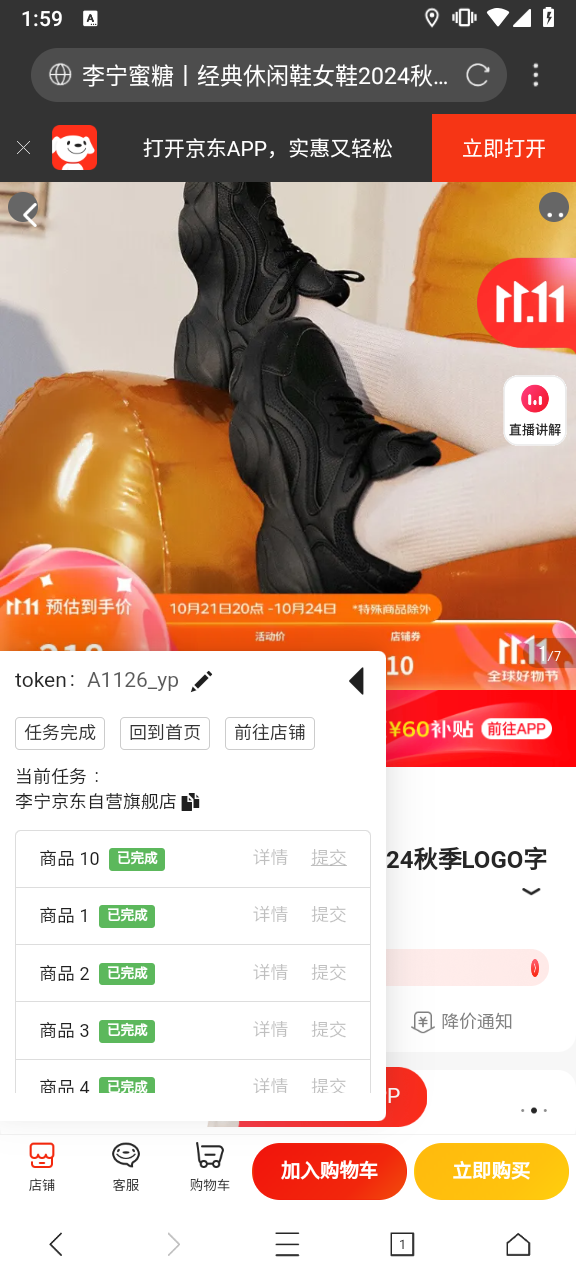 1:59
A
李宁蜜糖丨经典休闲鞋女鞋2024秋...
打开京东APP，实惠又轻松
立即打开
11.11
直播讲解
11.11 预估到手价
10月21日20点 -10月24日 *特殊商品除外
活动价
店铺券
10
11.11
全球好物节
1/7
token： A1126_yp
任务完成
回到首页
前往店铺
¥60补贴
前往APP
当前任务：
李宁京东自营旗舰店
商品 10 已完成 详情 提交
24秋季LOGO字
商品 1 已完成 详情 提交
商品 2 已完成 详情 提交
商品 3 已完成 详情 提交
降价通知
商品 4 已完成 详情 提交
P
店铺
客服
购物车
加入购物车
立即购买
1